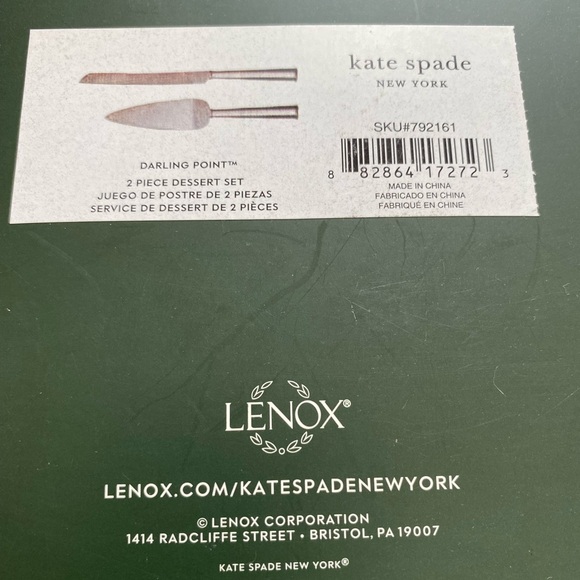 kate spade
NEW YORK
SKU#792161
8 82864 17272 3
MADE IN CHINA
FABRICADO EN CHINA
FABRIQUÉ EN CHINE
DARLING POINT™
2 PIECE DESSERT SET
JUEGO DE POSTRE DE 2 PIEZAS
SERVICE DE DESSERT DE 2 PIÈCES
LENOX®
LENOX.COM/KATESPADENEWYORK
© LENOX CORPORATION
1414 RADCLIFFE STREET • BRISTOL, PA 19007
KATE SPADE NEW YORK®